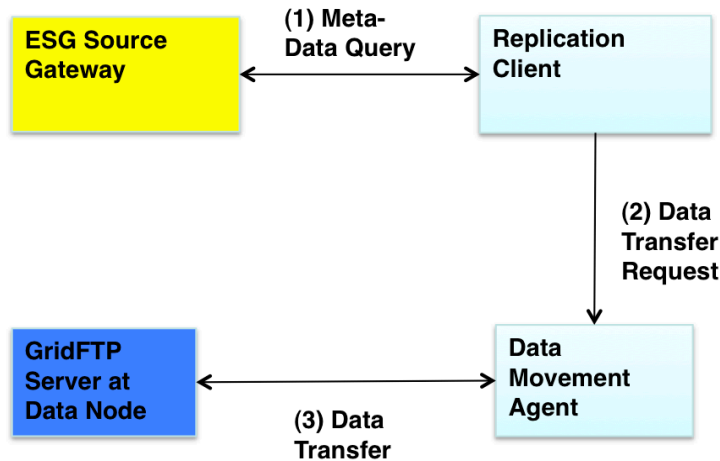 ESG Source
Gateway
(1) Meta-
Data Query
Replication
Client
(2) Data
Transfer
Request
GridFTP
Server at
Data Node
(3) Data
Transfer
Data
Movement
Agent